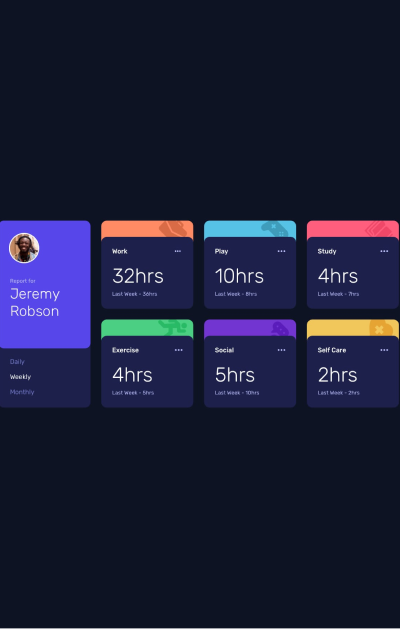 Report for
Jeremy
Robson
Daily
Weekly
Monthly
Work
32hrs
Last Week - 36hrs
Play
10hrs
Last Week - 8hrs
Study
4hrs
Last Week - 7hrs
Exercise
4hrs
Last Week - 5hrs
Social
5hrs
Last Week - 10hrs
Self Care
2hrs
Last Week - 2hrs